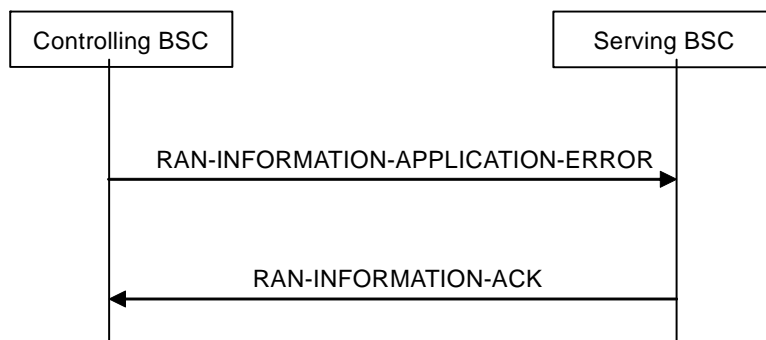 Controlling BSC
Serving BSC
RAN-INFORMATION-APPLICATION-ERROR
RAN-INFORMATION-ACK